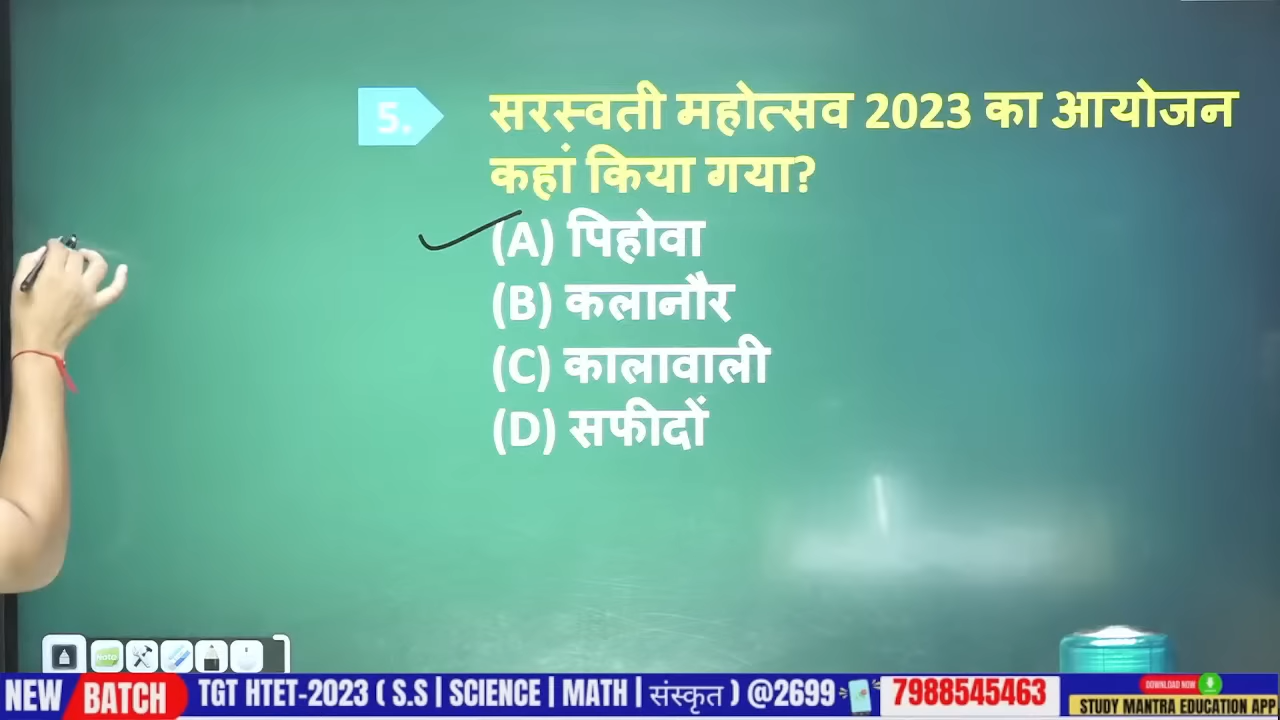 5. सरस्वती महोत्सव 2023 का आयोजन
कहां किया गया?
(A) पिहोवा
(B) कलानौर
(C) कालावाली
(D) सफीदों
NEW BATCH TGT HTET-2023 ( S.S | SCIENCE | MATH | संस्कृत ) @2699 7988545463
DOWNLOAD NOW
STUDY MANTRA EDUCATION APP